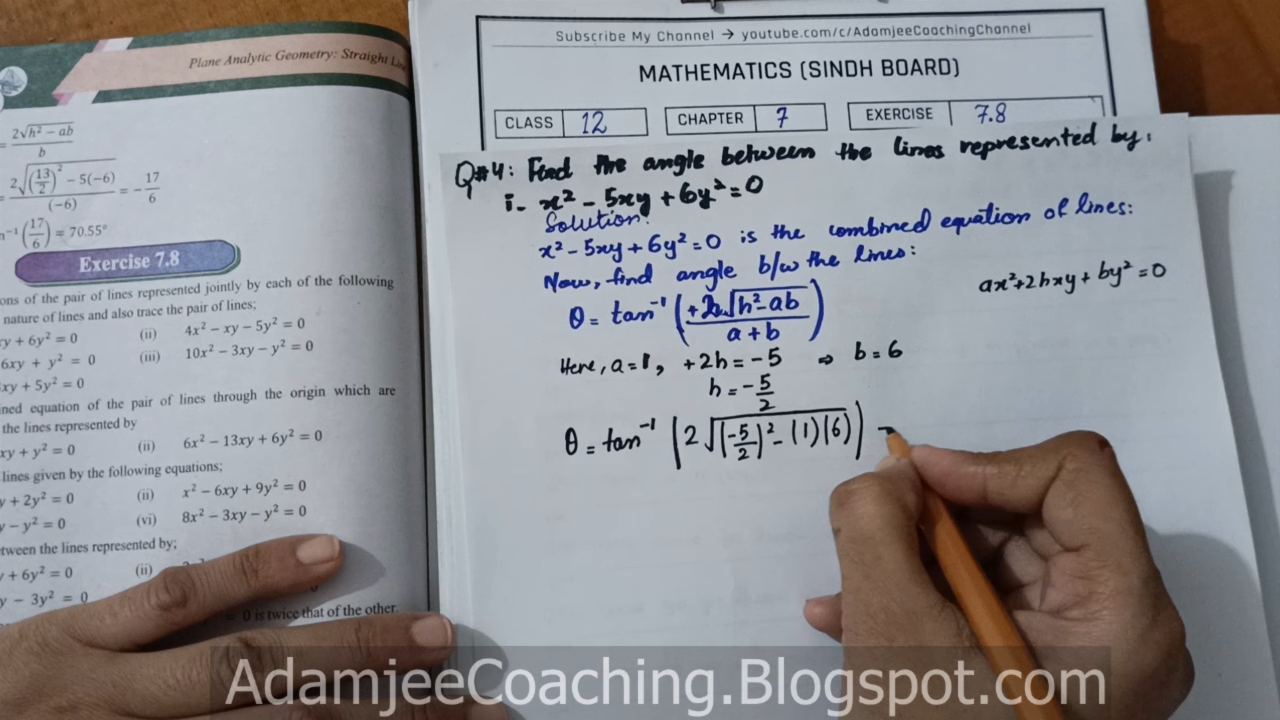 Plane Analytic Geometry: Straight
= 2√(h² − ab) / b
= 2√((13/2)² − 5(−6)) / (−6) = − 17/6
(17/6) = 70.55°
Exercise 7.8
ons of the pair of lines represented jointly by each of the following
nature of lines and also trace the pair of lines;
y + 6y² = 0 (ii) 4x² − xy − 5y² = 0
6xy + y² = 0 (iii) 10x² − 3xy − y² = 0
xy + 5y² = 0
ned equation of the pair of lines through the origin which are
the lines represented by
xy + y² = 0 (ii) 6x² − 13xy + 6y² = 0
lines given by the following equations;
y + 2y² = 0 (ii) x² − 6xy + 9y² = 0
y − y² = 0 (vi) 8x² − 3xy − y² = 0
tween the lines represented by;
y + 6y² = 0 (ii)
y − 3y² = 0
= 0 is twice that of the other.
Subscribe My Channel → youtube.com/c/AdamjeeCoachingChannel
MATHEMATICS (SINDH BOARD)
CLASS 12 CHAPTER 7 EXERCISE 7.8
Q#4: Find the angle between the lines represented by:
i- x² - 5xy + 6y² = 0
Solution:
x² - 5xy + 6y² = 0 is the combined equation of lines:
Now, find angle b/w the lines:
ax² + 2hxy + by² = 0
θ = tan⁻¹ (+2√(h² - ab) / a + b)
Here, a = 1, +2h = -5 ⇒ b = 6
h = -5/2
θ = tan⁻¹ (2√((-5/2)² - (1)(6)))
AdamjeeCoaching.Blogspot.com